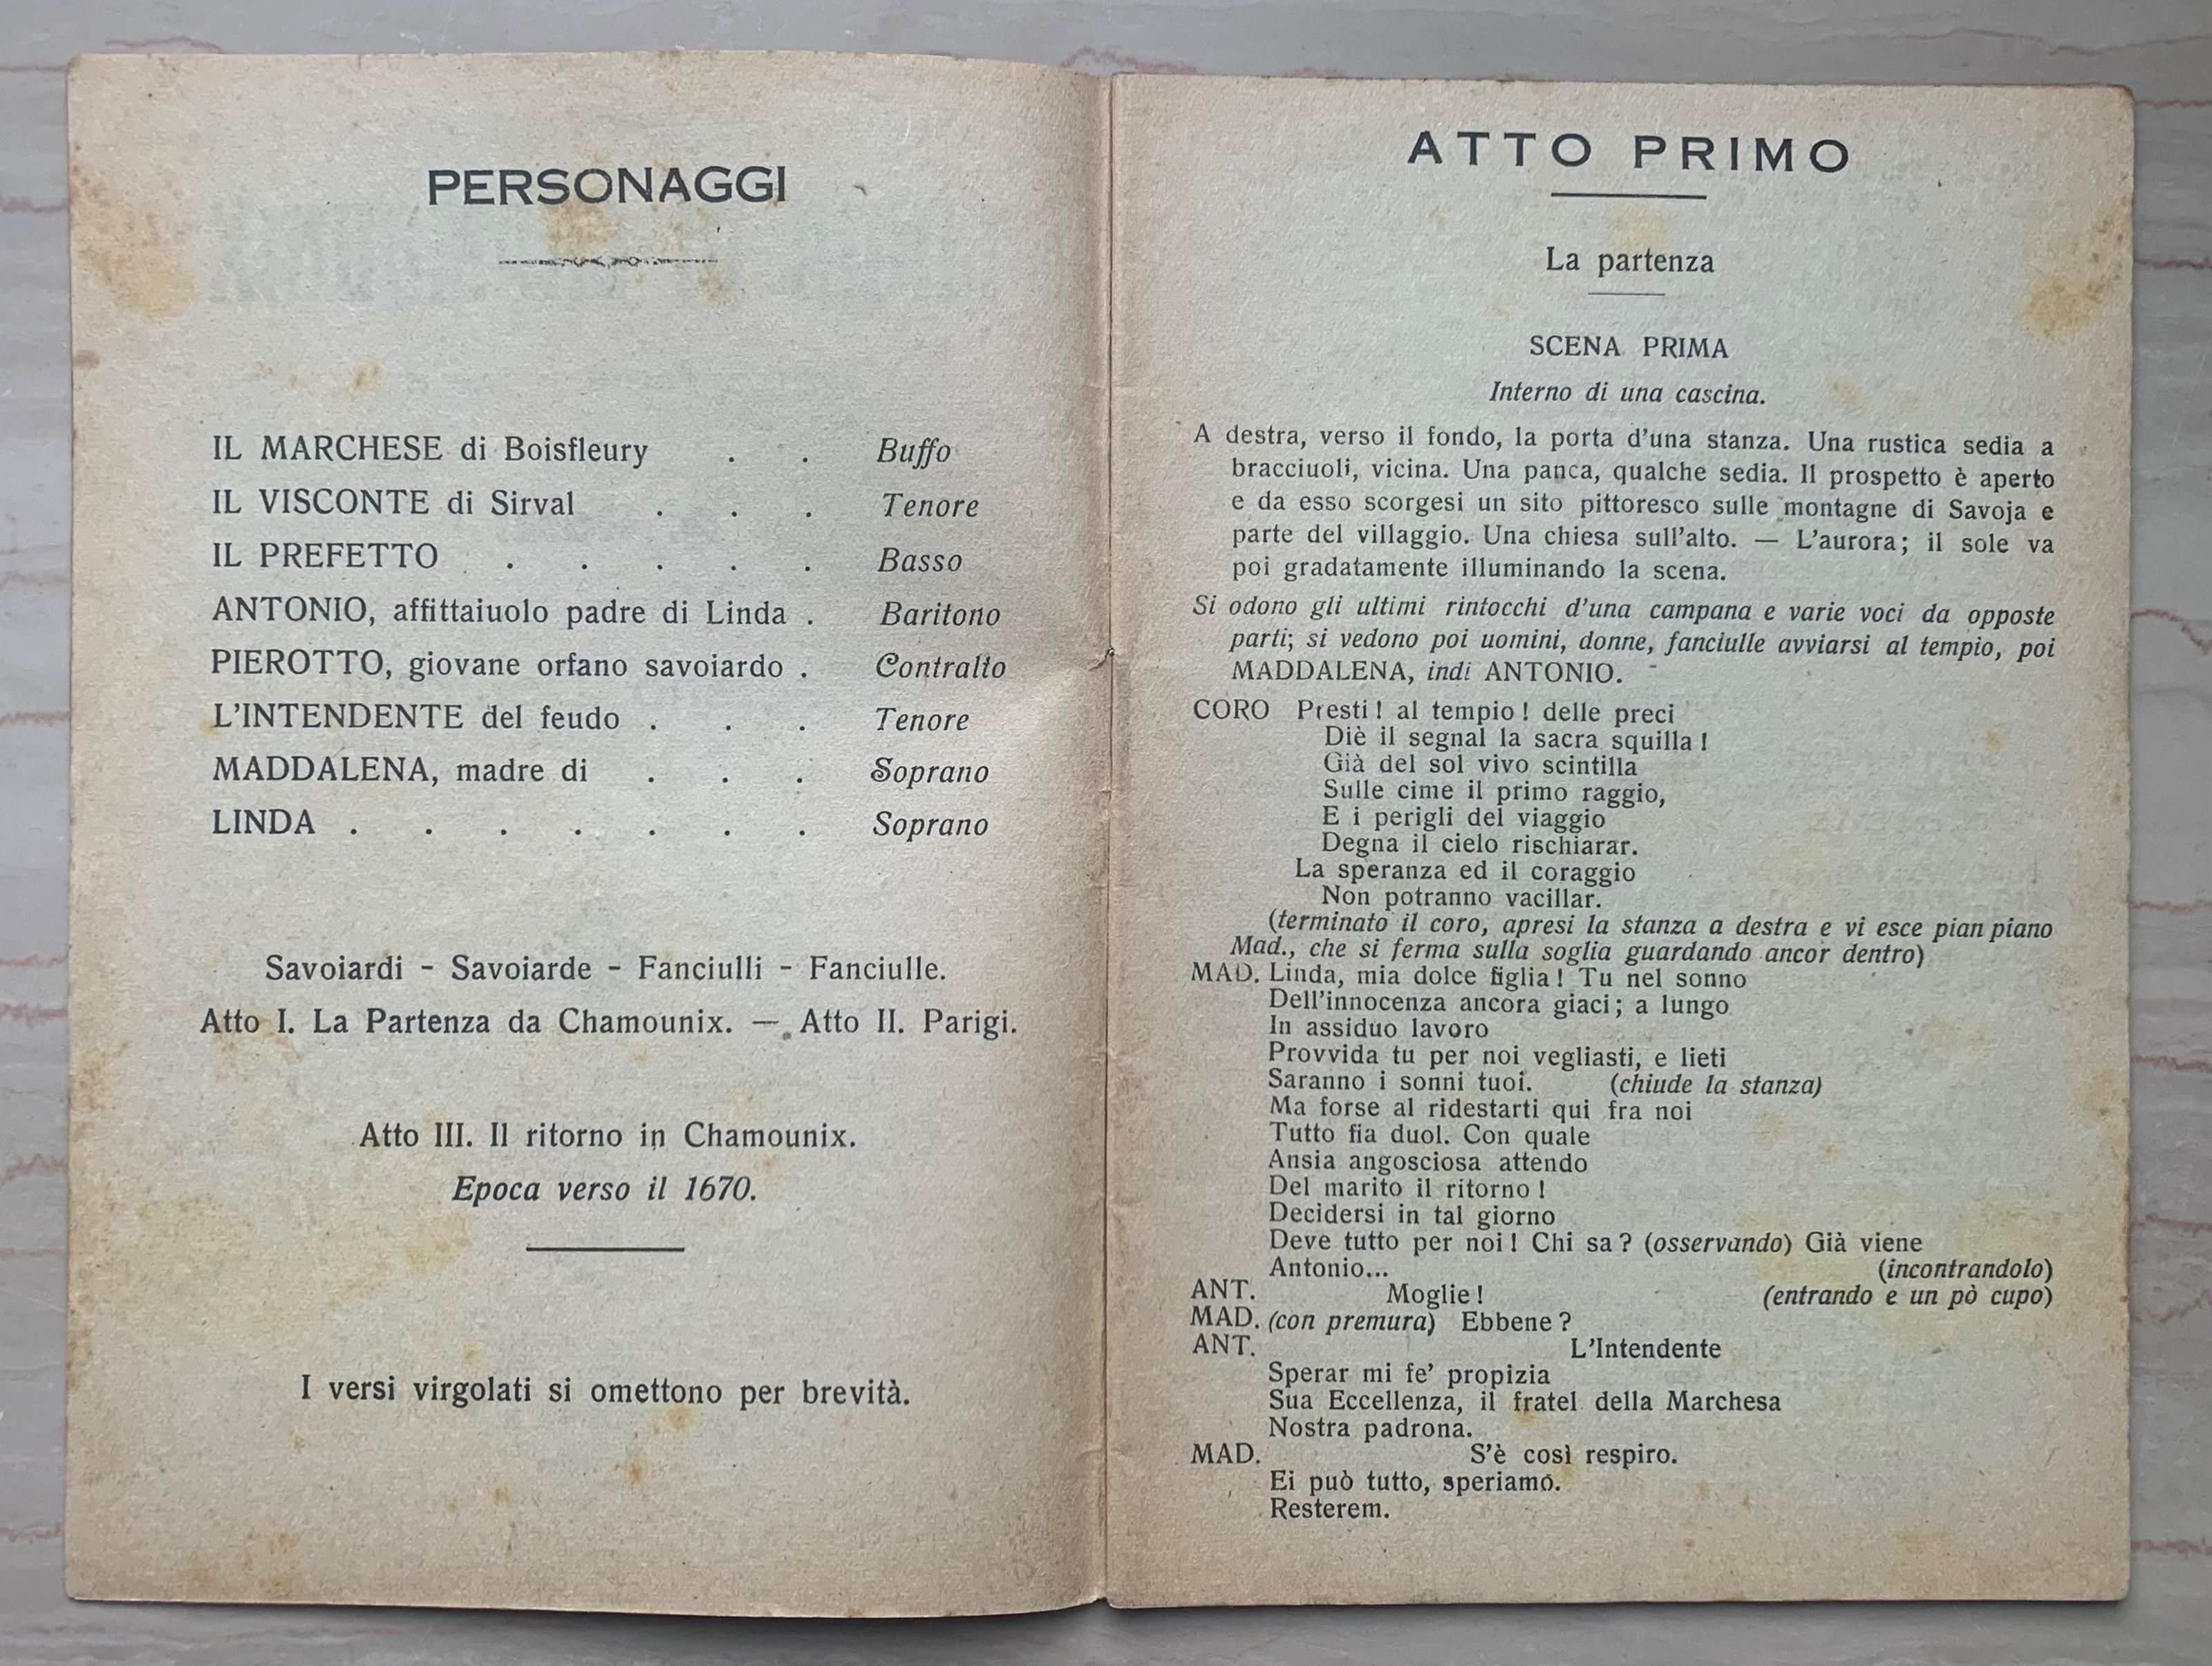 PERSONAGGI
IL MARCHESE di Boisfleury . . Buffo
IL VISCONTE di Sirval . . . Tenore
IL PREFETTO . . . . . Basso
ANTONIO, affittaiuolo padre di Linda . Baritono
PIEROTTO, giovane orfano savoiardo . Contralto
L'INTENDENTE del feudo . . . Tenore
MADDALENA, madre di . . . Soprano
LINDA . . . . . . . Soprano
Savoiardi - Savoiarde - Fanciulli - Fanciulle.
Atto I. La Partenza da Chamounix. — Atto II. Parigi.
Atto III. Il ritorno in Chamounix.
Epoca verso il 1670.
I versi virgolati si omettono per brevità.
ATTO PRIMO
La partenza
SCENA PRIMA
Interno di una cascina.
A destra, verso il fondo, la porta d'una stanza. Una rustica sedia a
bracciuoli, vicina. Una panca, qualche sedia. Il prospetto è aperto
e da esso scorgesi un sito pittoresco sulle montagne di Savoja e
parte del villaggio. Una chiesa sull'alto. — L'aurora; il sole va
poi gradatamente illuminando la scena.
Si odono gli ultimi rintocchi d'una campana e varie voci da opposte
parti; si vedono poi uomini, donne, fanciulle avviarsi al tempio, poi
MADDALENA, indi ANTONIO.
CORO Presti! al tempio! delle preci
Diè il segnal la sacra squilla!
Già del sol vivo scintilla
Sulle cime il primo raggio,
E i perigli del viaggio
Degna il cielo rischiarar.
La speranza ed il coraggio
Non potranno vacillar.
(terminato il coro, apresi la stanza a destra e vi esce pian piano
Mad., che si ferma sulla soglia guardando ancor dentro)
MAD. Linda, mia dolce figlia! Tu nel sonno
Dell'innocenza ancora giaci; a lungo
In assiduo lavoro
Provvida tu per noi vegliasti, e lieti
Saranno i sonni tuoi. (chiude la stanza)
Ma forse al ridestarti qui fra noi
Tutto fia duol. Con quale
Ansia angosciosa attendo
Del marito il ritorno!
Decidersi in tal giorno
Deve tutto per noi! Chi sa? (osservando) Già viene
Antonio... (incontrandolo)
ANT. Moglie! (entrando e un pò cupo)
MAD. (con premura) Ebbene?
ANT. L'Intendente
Sperar mi fe' propizia
Sua Eccellenza, il fratel della Marchesa
Nostra padrona.
MAD. S'è così respiro.
Ei può tutto, speriamo.
Resterem.